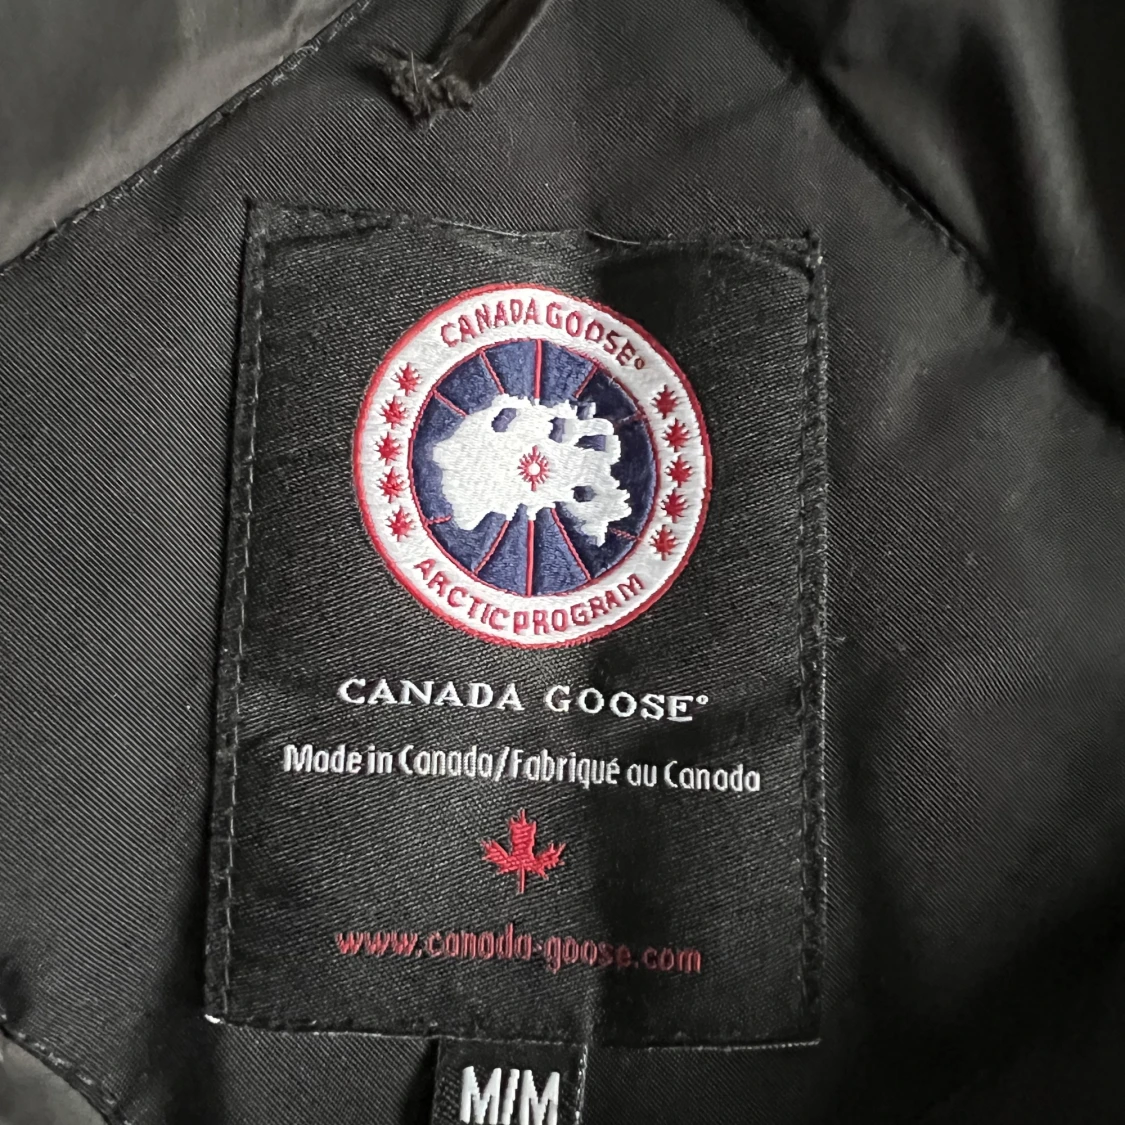 CANADA GOOSE®
ARCTIC PROGRAM
CANADA GOOSE®
Made in Canada/Fabriqué au Canada
www.canada-goose.com
M/M